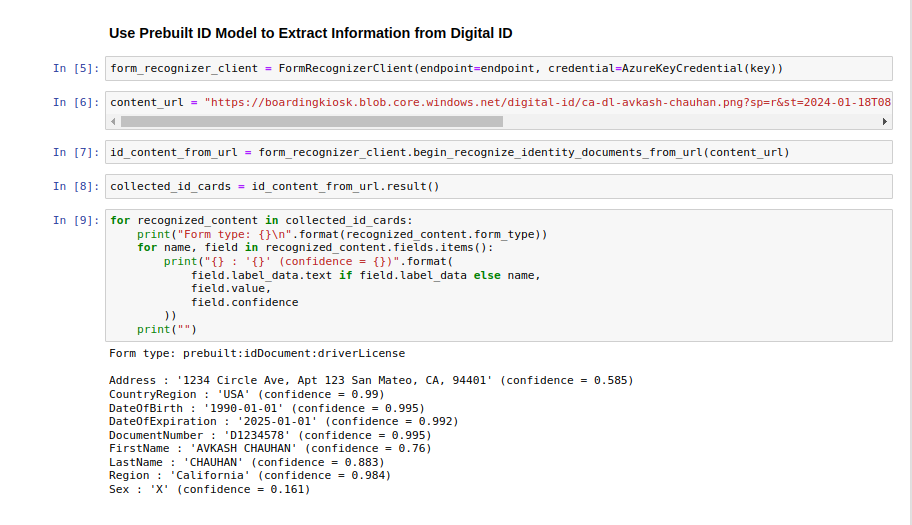 Use Prebuilt ID Model to Extract Information from Digital ID
In [5]: form_recognizer_client = FormRecognizerClient(endpoint=endpoint, credential=AzureKeyCredential(key))
In [6]: content_url = "https://boardingkiosk.blob.core.windows.net/digital-id/ca-dl-avkash-chauhan.png?sp=r&st=2024-01-18T08
In [7]: id_content_from_url = form_recognizer_client.begin_recognize_identity_documents_from_url(content_url)
In [8]: collected_id_cards = id_content_from_url.result()
In [9]: for recognized_content in collected_id_cards:
    print("Form type: {}\n".format(recognized_content.form_type))
    for name, field in recognized_content.fields.items():
        print("{} : '{}' (confidence = {})".format(
            field.label_data.text if field.label_data else name,
            field.value,
            field.confidence
        ))
    print("")
Form type: prebuilt:idDocument:driverLicense
Address : '1234 Circle Ave, Apt 123 San Mateo, CA, 94401' (confidence = 0.585)
CountryRegion : 'USA' (confidence = 0.99)
DateOfBirth : '1990-01-01' (confidence = 0.995)
DateOfExpiration : '2025-01-01' (confidence = 0.992)
DocumentNumber : 'D1234578' (confidence = 0.995)
FirstName : 'AVKASH CHAUHAN' (confidence = 0.76)
LastName : 'CHAUHAN' (confidence = 0.883)
Region : 'California' (confidence = 0.984)
Sex : 'X' (confidence = 0.161)